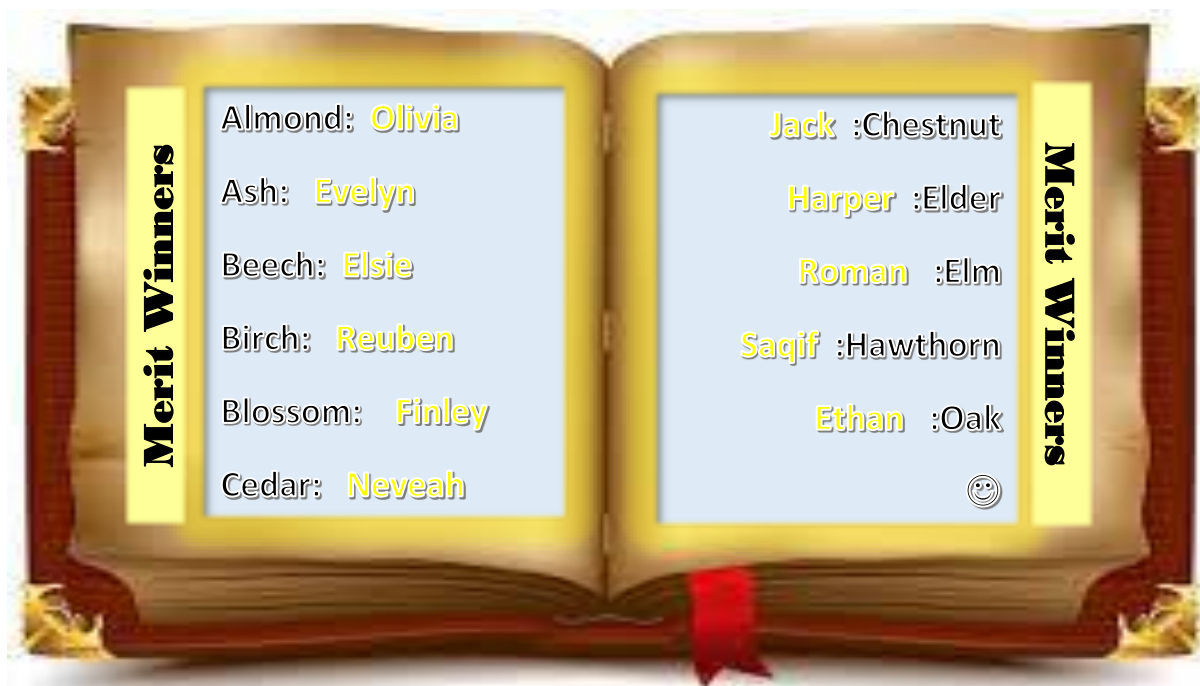 Merit Winners
Almond: Olivia
Ash: Evelyn
Beech: Elsie
Birch: Reuben
Blossom: Finley
Cedar: Neveah
Jack :Chestnut
Harper :Elder
Roman :Elm
Saqif :Hawthorn
Ethan :Oak
☺
Merit Winners